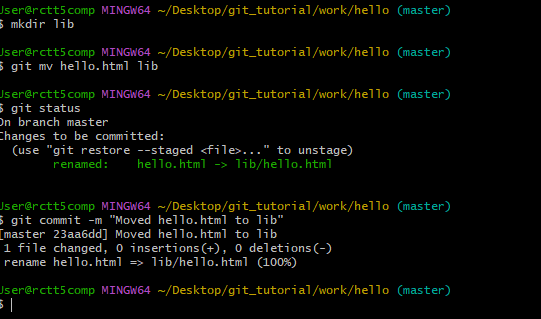 User@rctt5comp MINGW64 ~/Desktop/git_tutorial/work/hello (master)
$ mkdir lib
User@rctt5comp MINGW64 ~/Desktop/git_tutorial/work/hello (master)
$ git mv hello.html lib
User@rctt5comp MINGW64 ~/Desktop/git_tutorial/work/hello (master)
$ git status
On branch master
Changes to be committed:
  (use "git restore --staged <file>..." to unstage)
        renamed:    hello.html -> lib/hello.html
User@rctt5comp MINGW64 ~/Desktop/git_tutorial/work/hello (master)
$ git commit -m "Moved hello.html to lib"
[master 23aa6dd] Moved hello.html to lib
 1 file changed, 0 insertions(+), 0 deletions(-)
 rename hello.html => lib/hello.html (100%)
User@rctt5comp MINGW64 ~/Desktop/git_tutorial/work/hello (master)
$